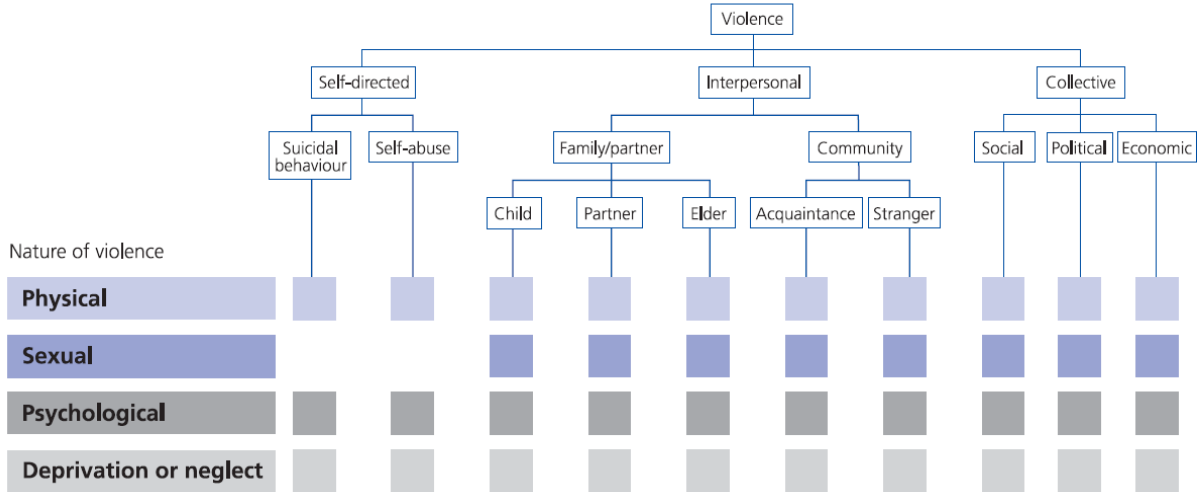 Violence
Self-directed
Interpersonal
Collective
Suicidal
behaviour
Self-abuse
Family/partner
Community
Social
Political
Economic
Child
Partner
Elder
Acquaintance
Stranger
Nature of violence
Physical
Sexual
Psychological
Deprivation or neglect